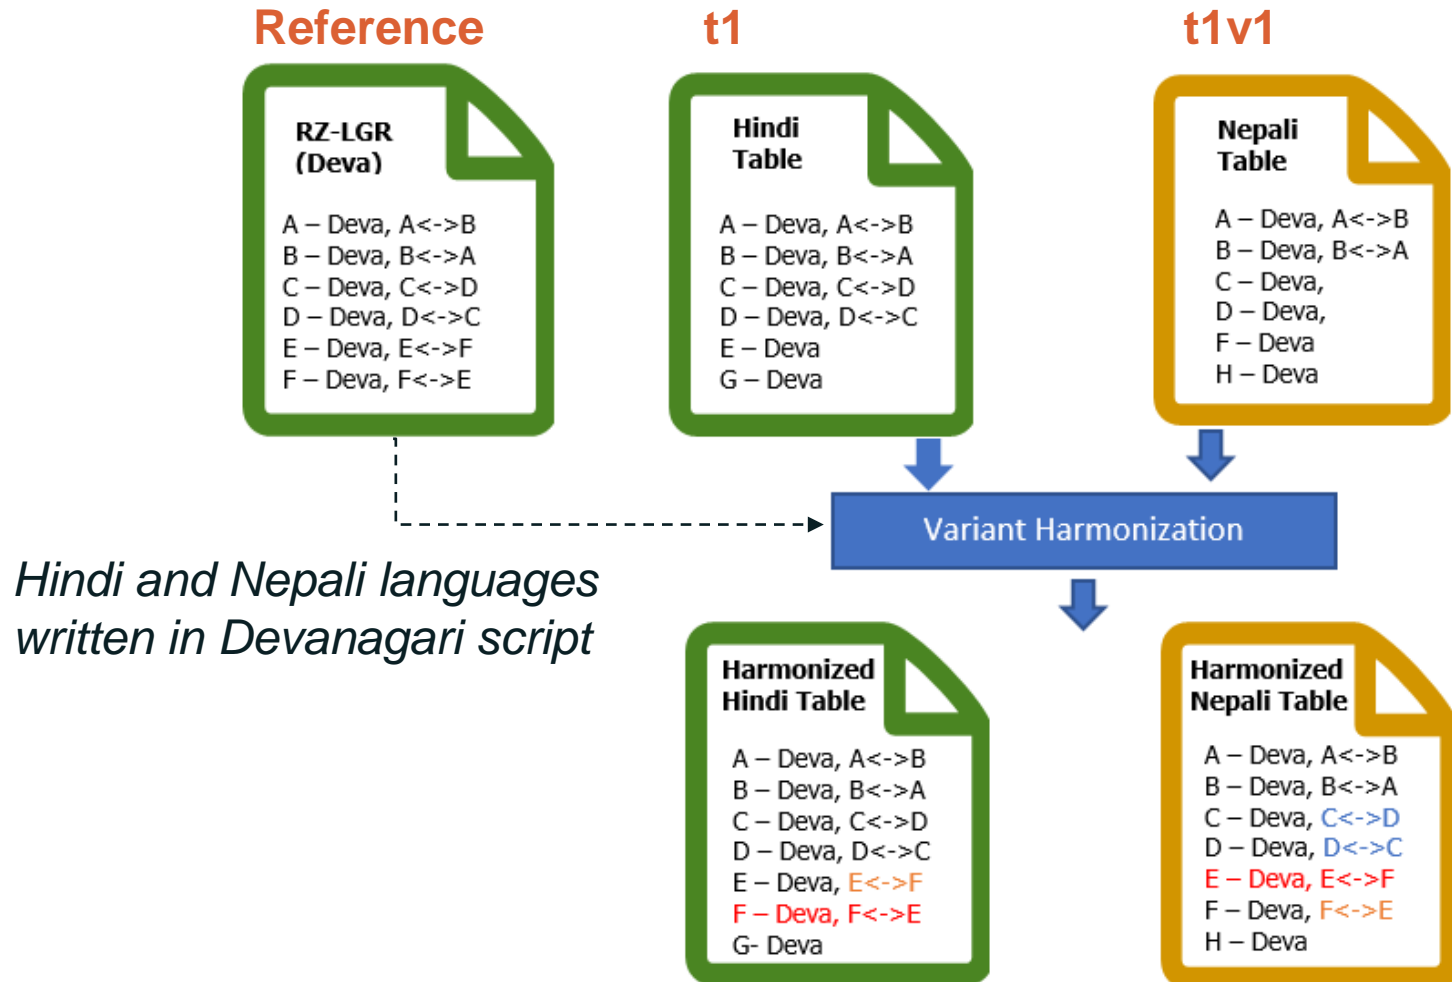 Reference
t1
t1v1
RZ-LGR
(Deva)
A – Deva, A<->B
B – Deva, B<->A
C – Deva, C<->D
D – Deva, D<->C
E – Deva, E<->F
F – Deva, F<->E
Hindi
Table
A – Deva, A<->B
B – Deva, B<->A
C – Deva, C<->D
D – Deva, D<->C
E – Deva
G – Deva
Nepali
Table
A – Deva, A<->B
B – Deva, B<->A
C – Deva,
D – Deva,
F – Deva
H – Deva
Variant Harmonization
Hindi and Nepali languages
written in Devanagari script
Harmonized
Hindi Table
A – Deva, A<->B
B – Deva, B<->A
C – Deva, C<->D
D – Deva, D<->C
E – Deva, E<->F
F – Deva, F<->E
G- Deva
Harmonized
Nepali Table
A – Deva, A<->B
B – Deva, B<->A
C – Deva, C<->D
D – Deva, D<->C
E – Deva, E<->F
F – Deva, F<->E
H – Deva